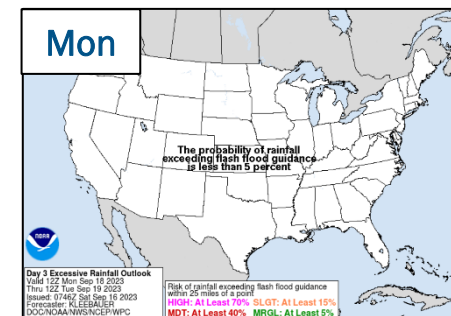 Mon
The probability of rainfall
exceeding flash flood guidance
is less than 5 percent
NOAA
Day 3 Excessive Rainfall Outlook
Valid 12Z Mon Sep 18 2023
Thru 12Z Tue Sep 19 2023
Issued: 0746Z Sat Sep 16 2023
Forecaster: KLEEBAUER
DOC/NOAA/NWS/NCEP/WPC
Risk of rainfall exceeding flash flood guidance
within 25 miles of a point
HIGH: At Least 70% SLGT: At Least 15%
MDT: At Least 40% MRGL: At Least 5%